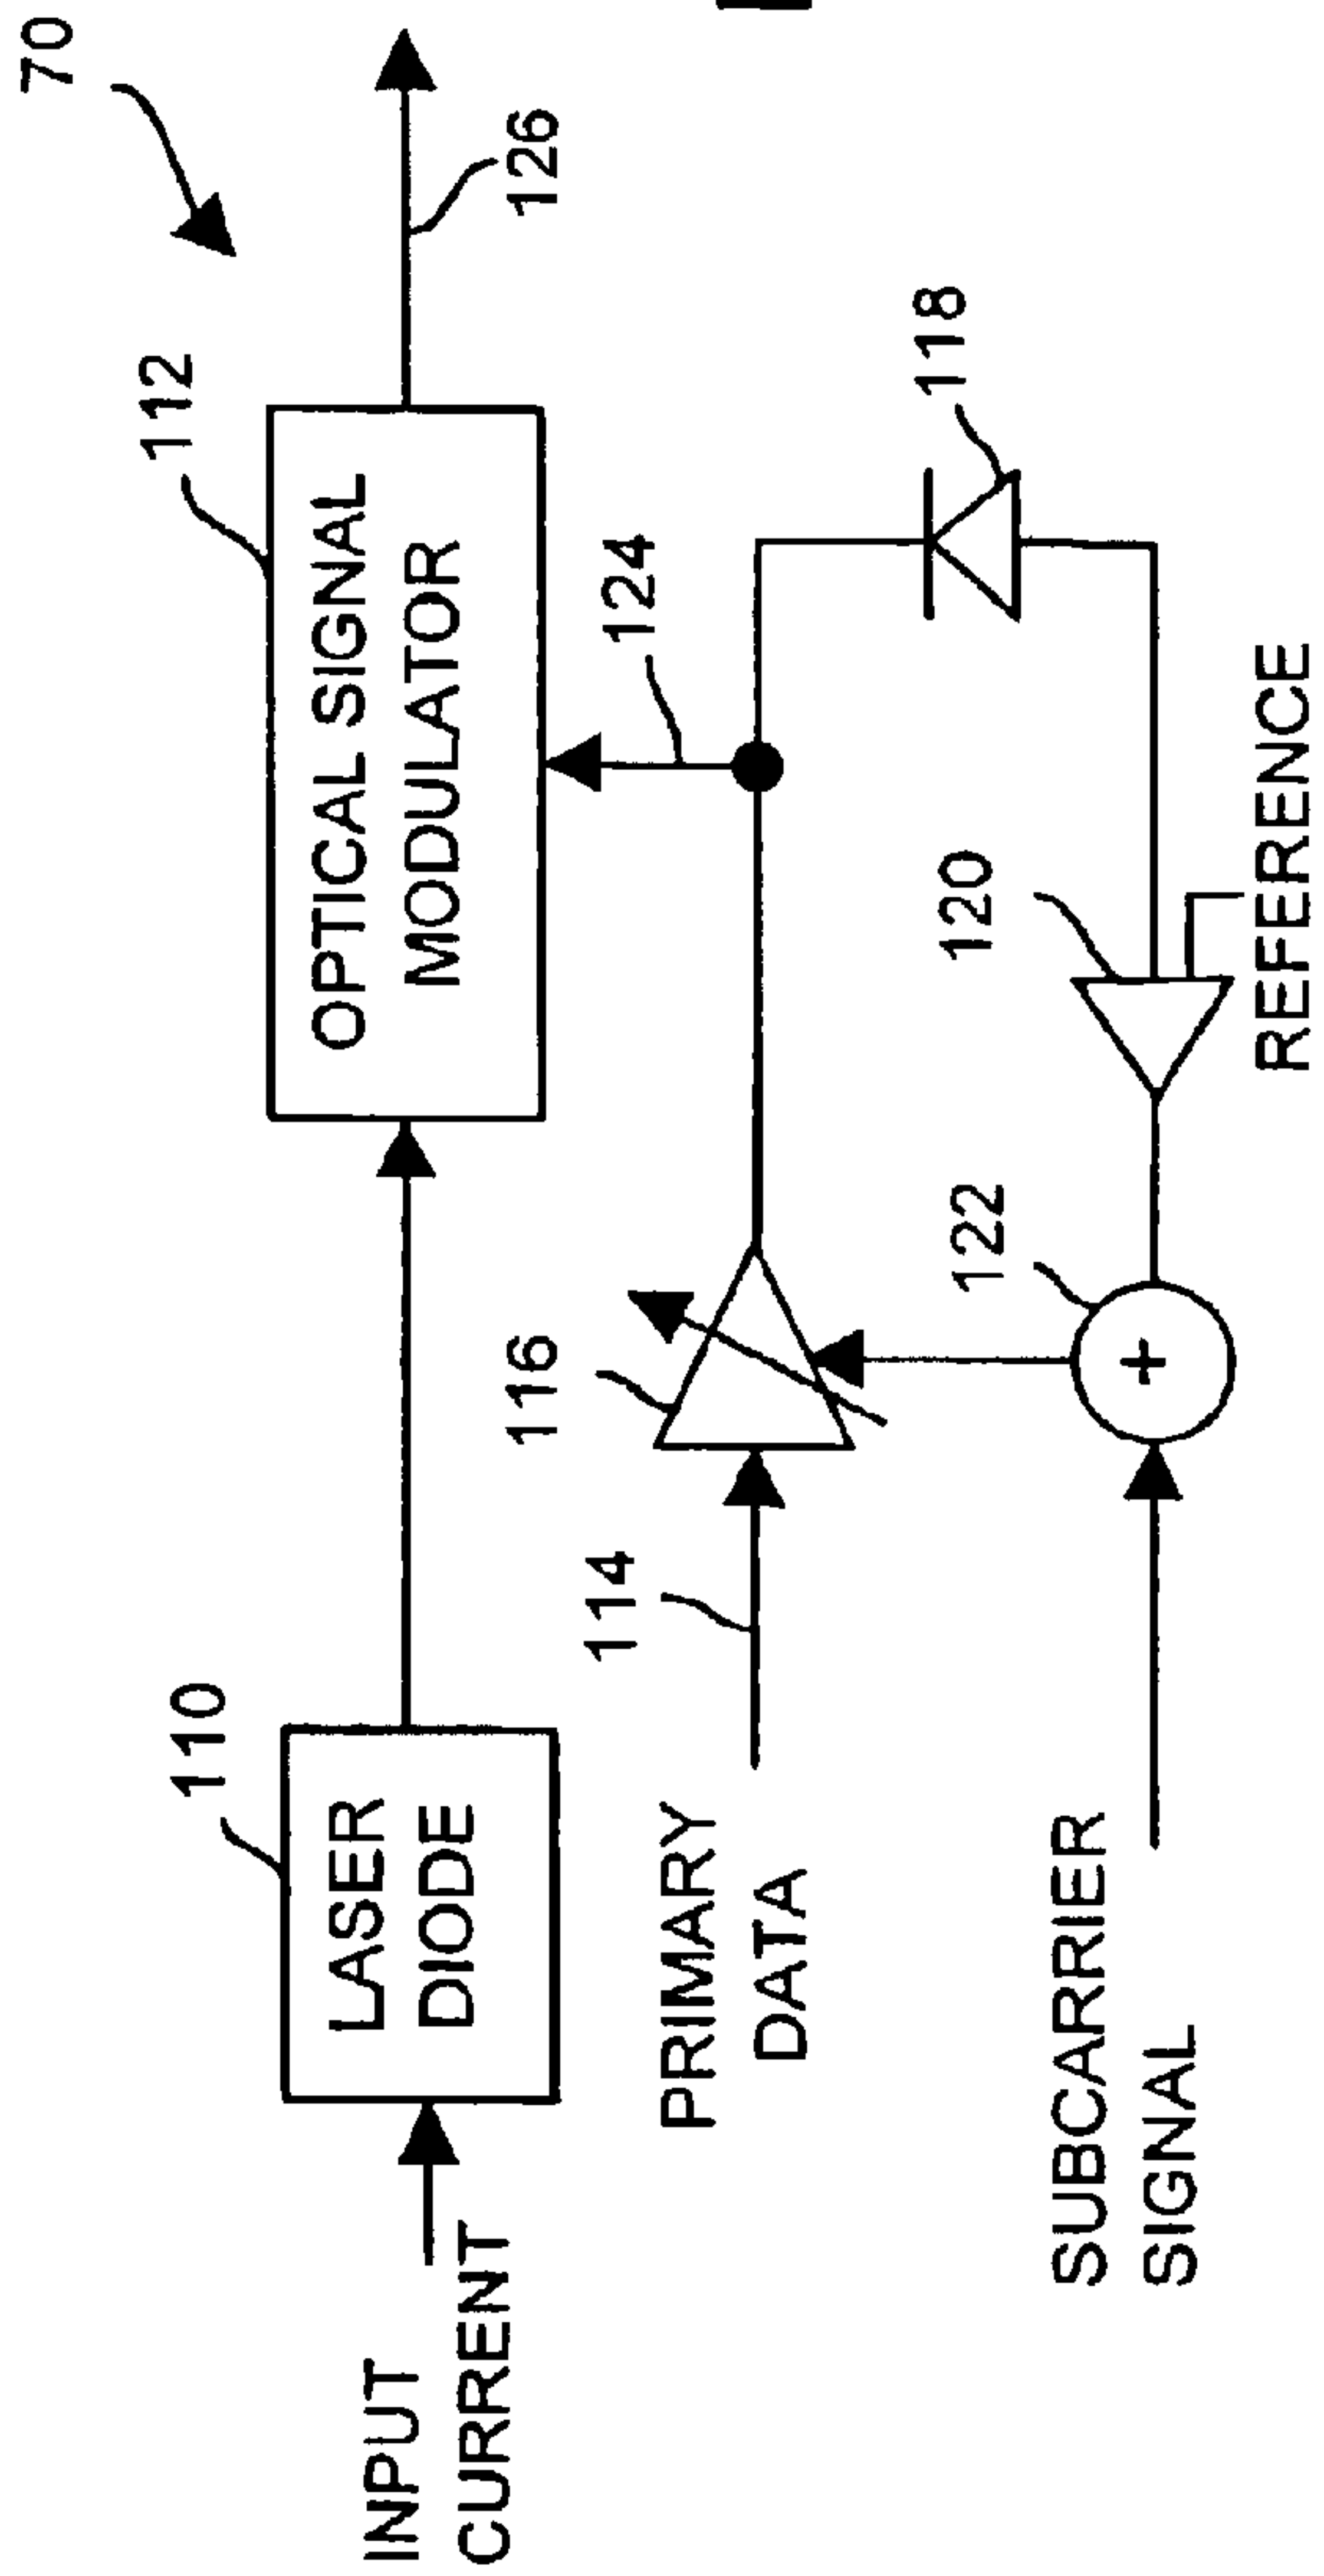 70
112
OPTICAL SIGNAL
MODULATOR
126
110
LASER
DIODE
INPUT
CURRENT
124
118
116
114
PRIMARY
DATA
120
122
+
REFERENCE
SUBCARRIER
SIGNAL